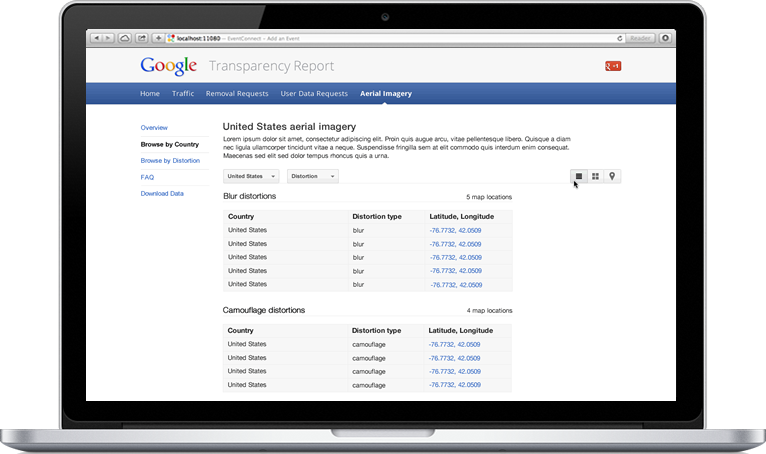 localhost:11080 — EventConnect – Add an Event
Reader
Google Transparency Report
+1
Home Traffic Removal Requests User Data Requests Aerial Imagery
Overview
Browse by Country
Browse by Distortion
FAQ
Download Data
United States aerial imagery
Lorem ipsum dolor sit amet, consectetur adipiscing elit. Proin quis augue arcu, vitae pellentesque libero. Quisque a diam
nec ligula ullamcorper tincidunt vitae a neque. Suspendisse fringilla sem at elit commodo quis interdum enim consequat.
Maecenas sed elit sed dolor tempus rhoncus quis a urna.
United States Distortion
Blur distortions 5 map locations
Country Distortion type Latitude, Longitude
United States blur -76.7732, 42.0509
United States blur -76.7732, 42.0509
United States blur -76.7732, 42.0509
United States blur -76.7732, 42.0509
United States blur -76.7732, 42.0509
Camouflage distortions 4 map locations
Country Distortion type Latitude, Longitude
United States camouflage -76.7732, 42.0509
United States camouflage -76.7732, 42.0509
United States camouflage -76.7732, 42.0509
United States camouflage -76.7732, 42.0509